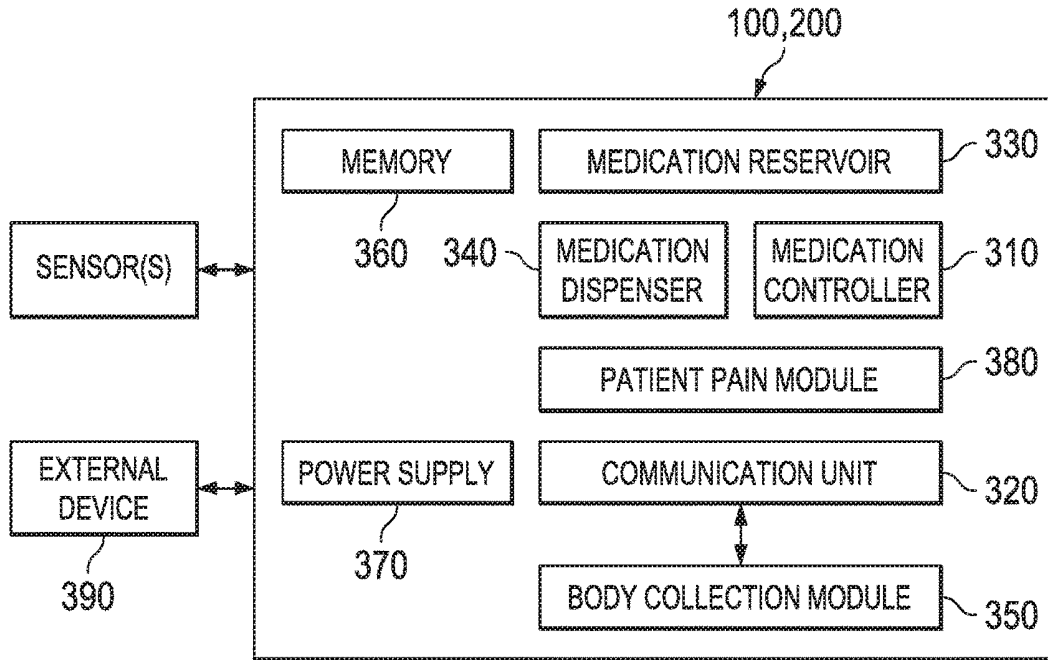 100,200
MEMORY
MEDICATION RESERVOIR
330
360
SENSOR(S)
340
MEDICATION
DISPENSER
MEDICATION
CONTROLLER
310
PATIENT PAIN MODULE
380
EXTERNAL
DEVICE
390
POWER SUPPLY
370
COMMUNICATION UNIT
320
BODY COLLECTION MODULE
350